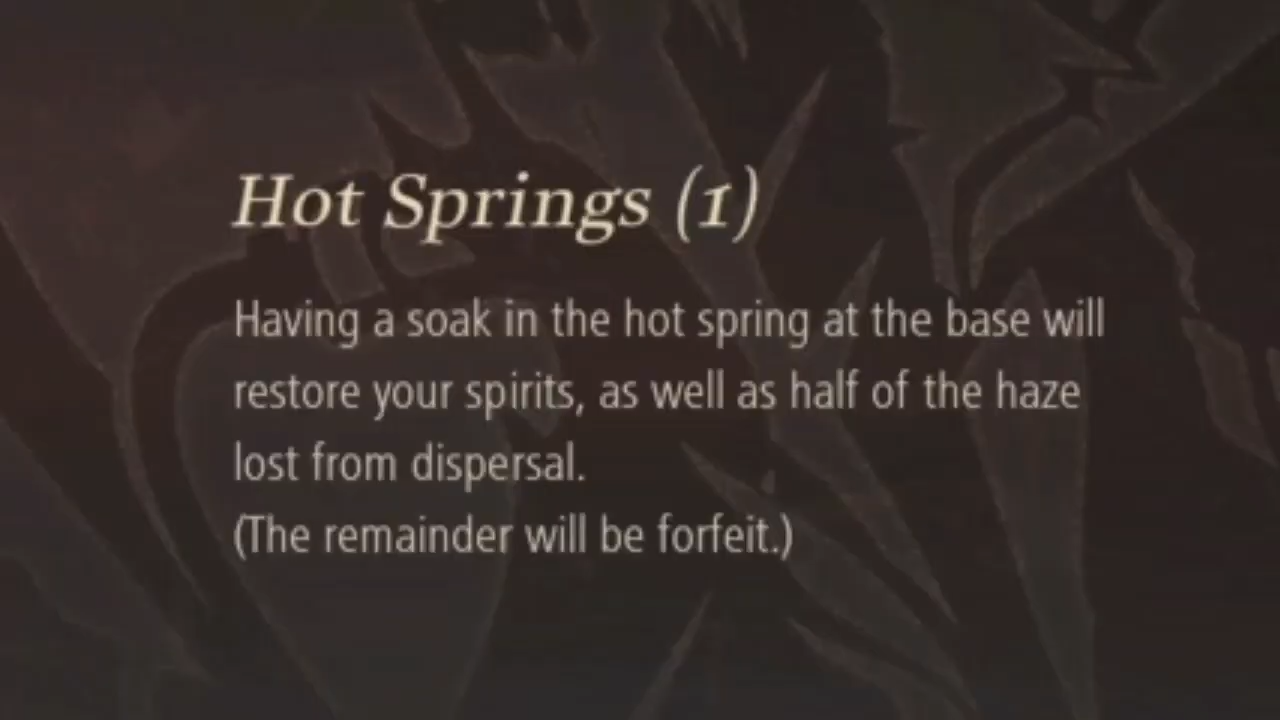 Hot Springs (1)
Having a soak in the hot spring at the base will
restore your spirits, as well as half of the haze
lost from dispersal.
(The remainder will be forfeit.)